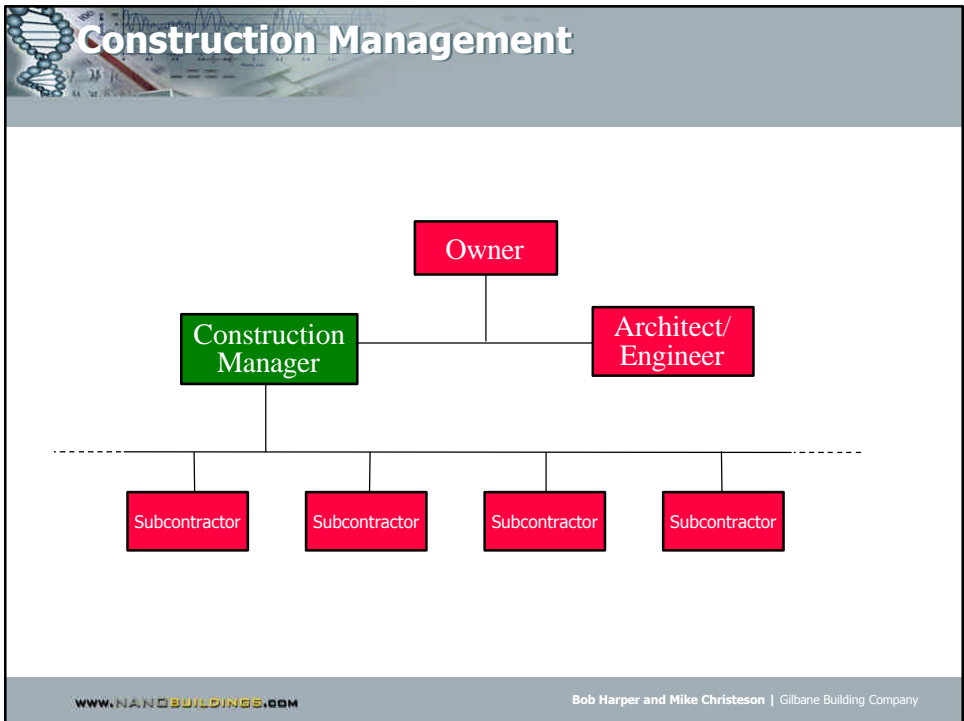 Construction Management
Owner
Construction
Manager
Architect/
Engineer
Subcontractor
Subcontractor
Subcontractor
Subcontractor
www.NANOBUILDINGS.com
Bob Harper and Mike Christeson | Gilbane Building Company